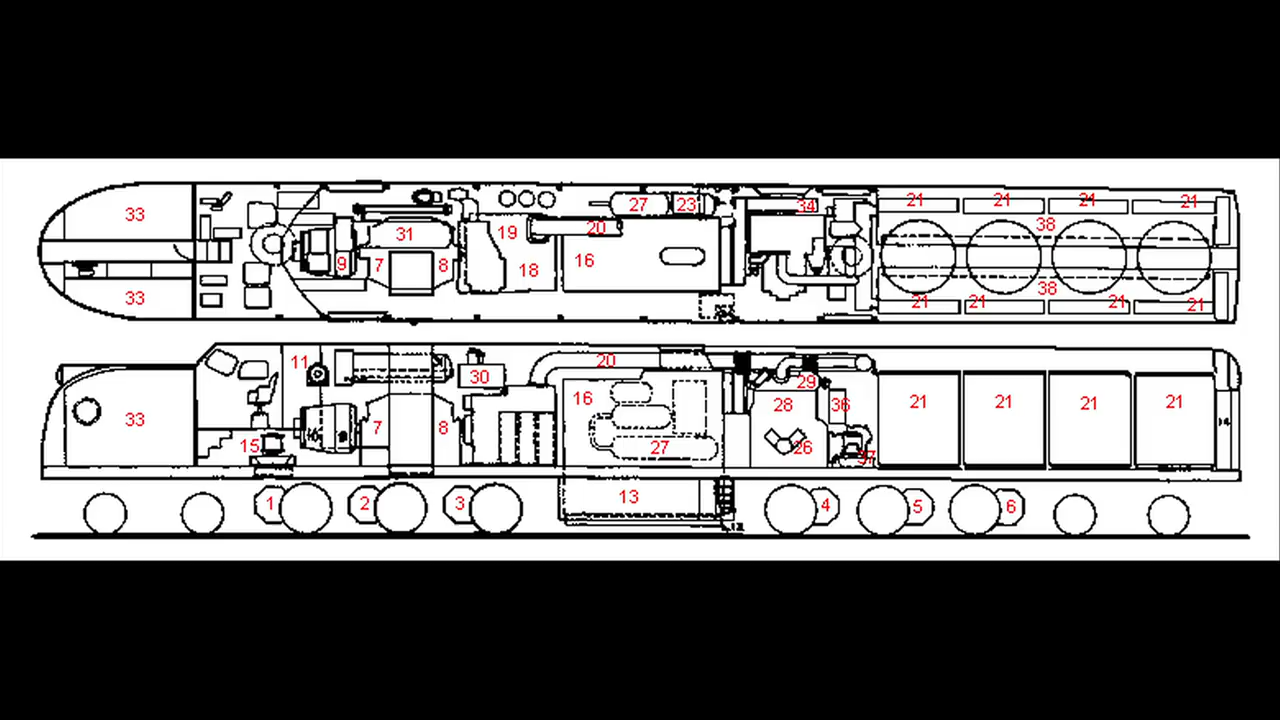 21 21 21 21
33 27 23 34
31 19 20 38
9 7 8 18 16
33 38
21 21 21 21
11 20
30 29
16 28 36 21 21 21 21
33 7 8
15 27 26 37
13
1 2 3 4 5 6